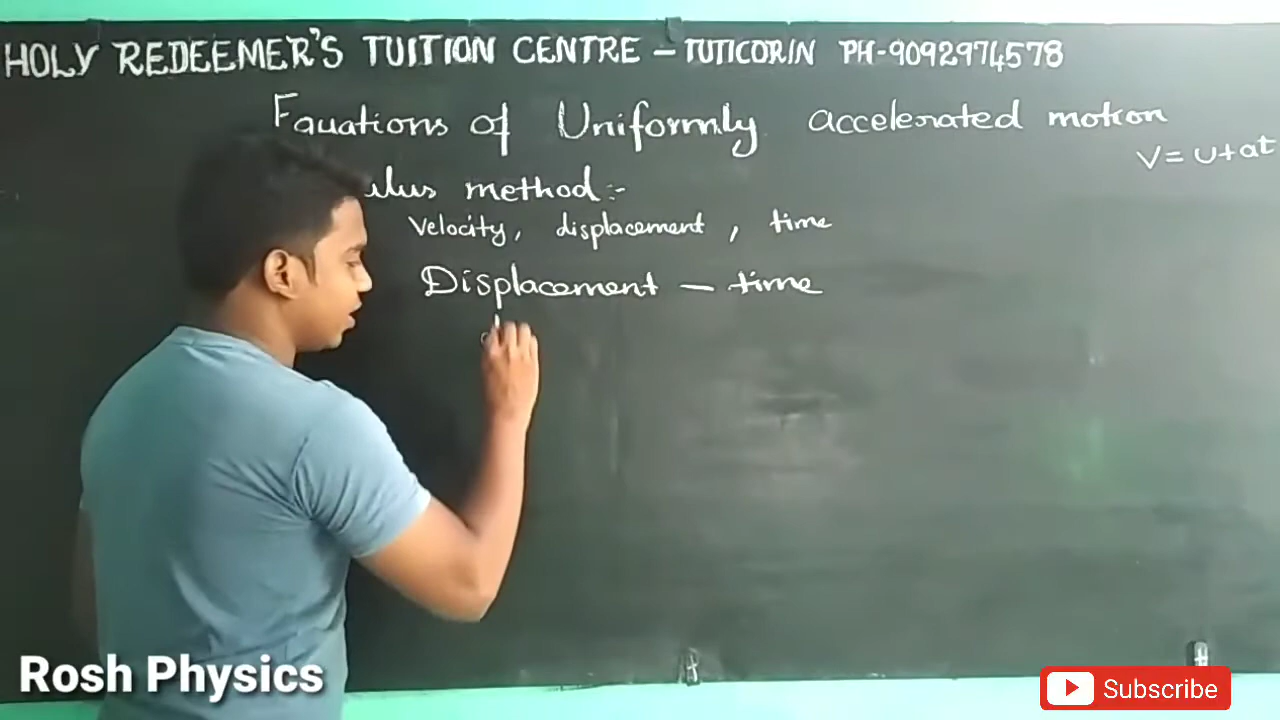 HOLY REDEEMER'S TUITION CENTRE - TUTICORIN PH-9092974578
Equations of Uniformly accelerated motion
V = u+at
ulus method:-
Velocity, displacement, time
Displacement - time
Rosh Physics
Subscribe